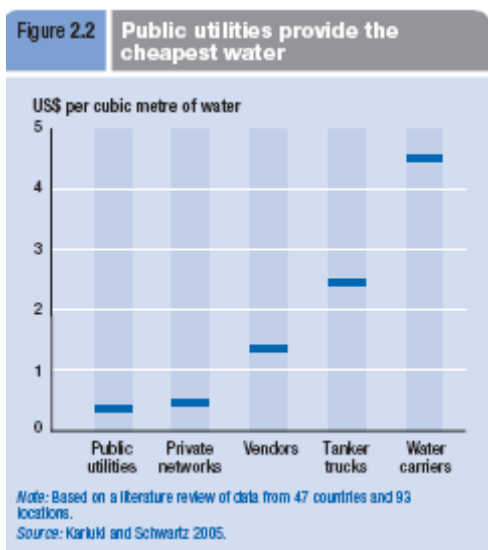 Figure 2.2
Public utilities provide the
cheapest water
US$ per cubic metre of water
5
4
3
2
1
0
Public
utilities
Private
networks
Vendors
Tanker
trucks
Water
carriers
Note: Based on a literature review of data from 47 countries and 93
locations.
Source: Kariuki and Schwartz 2005.